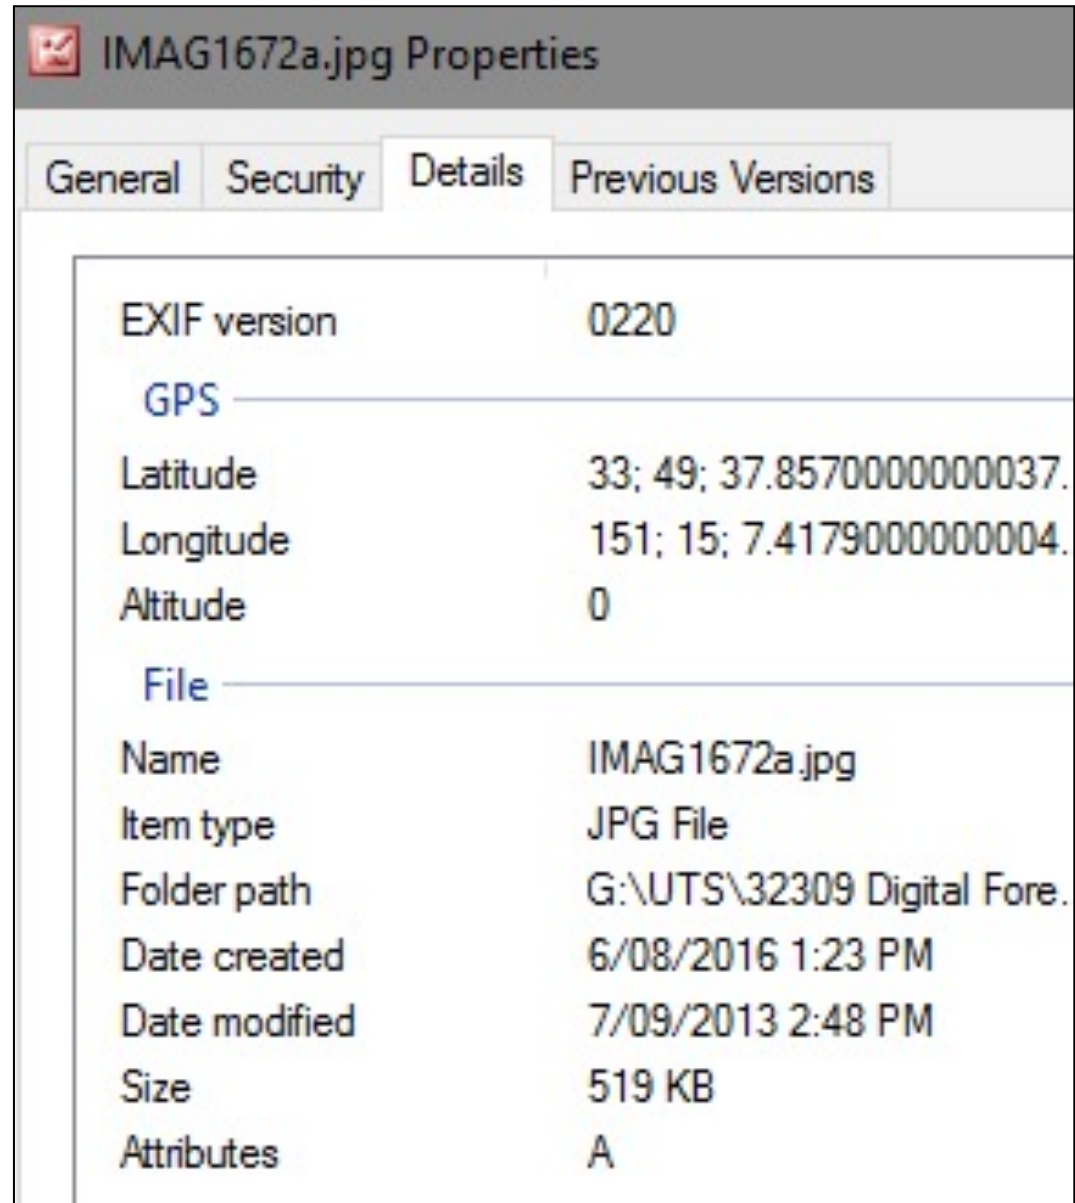 IMAG1672a.jpg Properties
General Security Details Previous Versions
EXIF version 0220
GPS
Latitude 33; 49; 37.8570000000037.
Longitude 151; 15; 7.4179000000004.
Altitude 0
File
Name IMAG1672a.jpg
Item type JPG File
Folder path G:\UTS\32309 Digital Fore.
Date created 6/08/2016 1:23 PM
Date modified 7/09/2013 2:48 PM
Size 519 KB
Attributes A